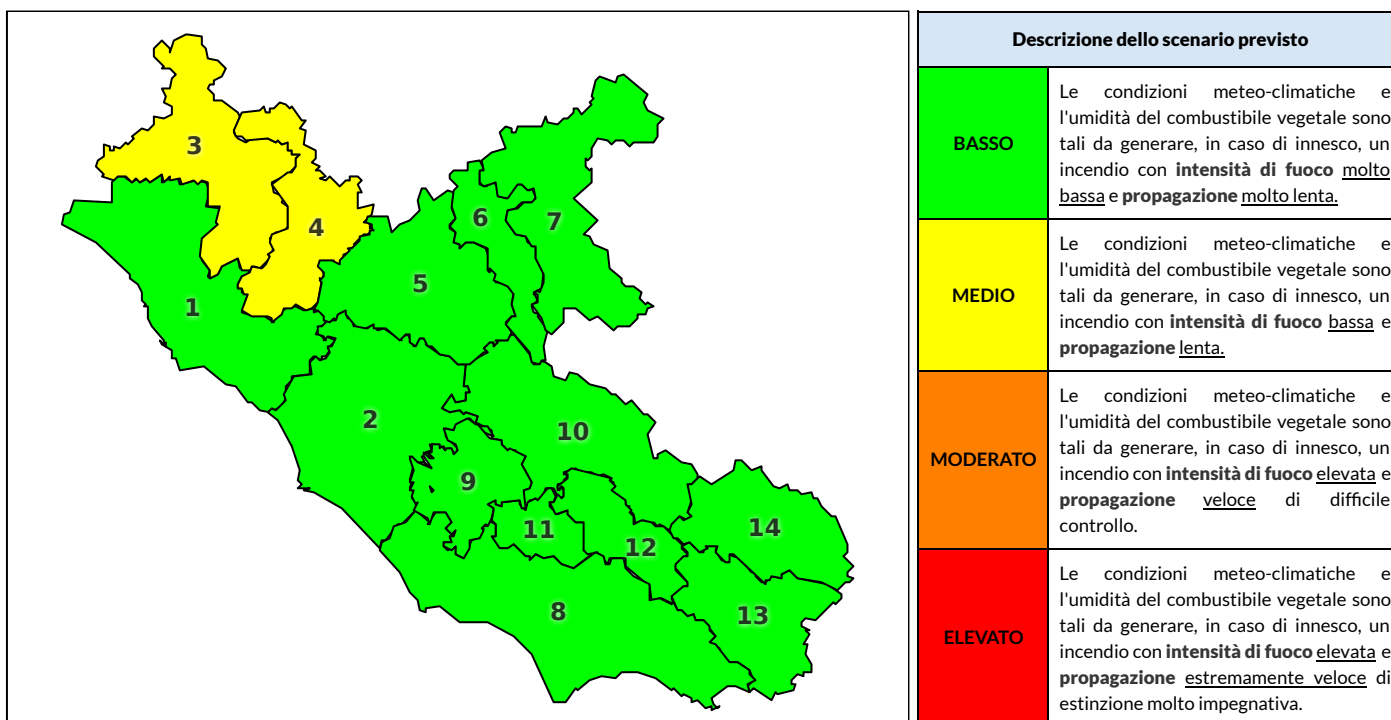 3
4
6
7
5
1
2
10
9
11
12
14
8
13
Descrizione dello scenario previsto
BASSO
Le condizioni meteo-climatiche e
l'umidità del combustibile vegetale sono
tali da generare, in caso di innesco, un
incendio con intensità di fuoco molto
bassa e propagazione molto lenta.
MEDIO
Le condizioni meteo-climatiche e
l'umidità del combustibile vegetale sono
tali da generare, in caso di innesco, un
incendio con intensità di fuoco bassa e
propagazione lenta.
MODERATO
Le condizioni meteo-climatiche e
l'umidità del combustibile vegetale sono
tali da generare, in caso di innesco, un
incendio con intensità di fuoco elevata e
propagazione veloce di difficile
controllo.
ELEVATO
Le condizioni meteo-climatiche e
l'umidità del combustibile vegetale sono
tali da generare, in caso di innesco, un
incendio con intensità di fuoco elevata e
propagazione estremamente veloce di
estinzione molto impegnativa.